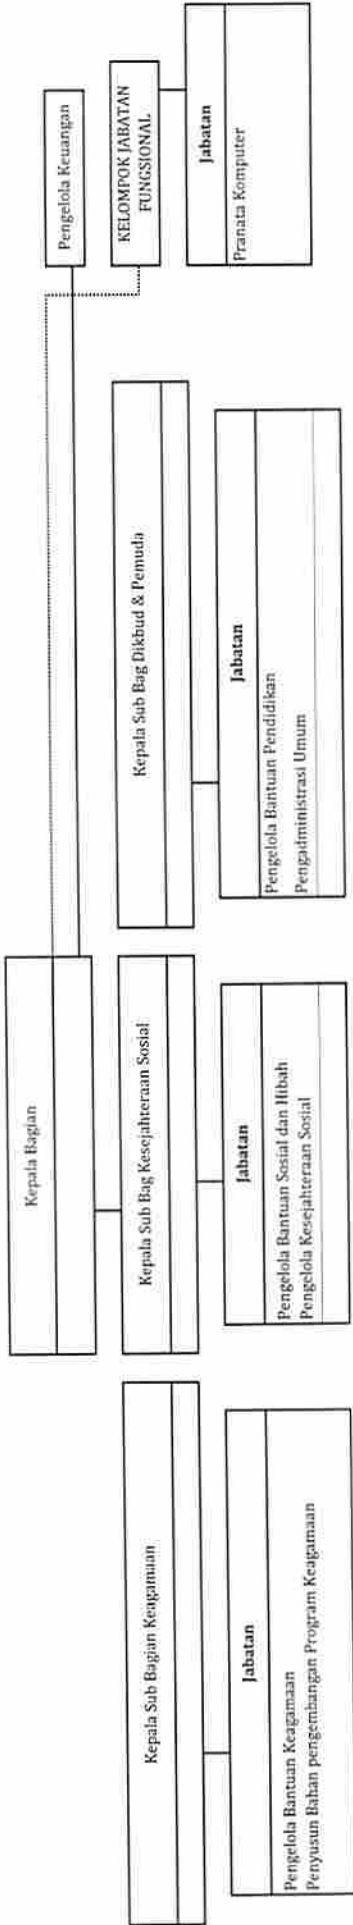 Kepala Bagian
Pengelola Keuangan
KELOMPOK JABATAN
FUNGSIONAL
Jabatan
Pranata Komputer
Kepala Sub Bagian Keagamaan
Jabatan
Pengelola Bantuan Keagamaan
Penyusun Bahan pengembangan Program Keagamaan
Kepala Sub Bag Kesejahteraan Sosial
Jabatan
Pengelola Bantuan Sosial dan Hibah
Pengelola Kesejahteraan Sosial
Kepala Sub Bag Dikbud & Pemuda
Jabatan
Pengelola Bantuan Pendidikan
Pengadministrasi Umum